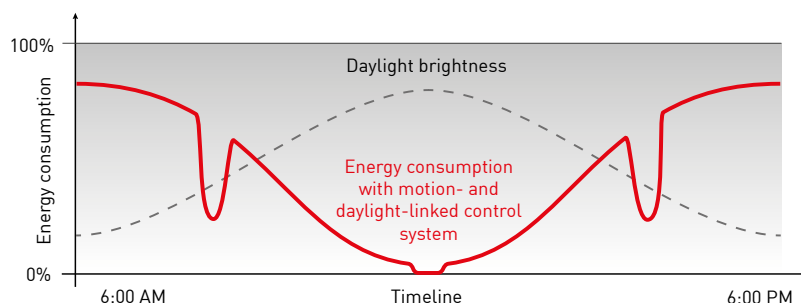 100%
Daylight brightness
Energy consumption
Energy consumption
with motion- and
daylight-linked control
system
0%
6:00 AM
Timeline
6:00 PM